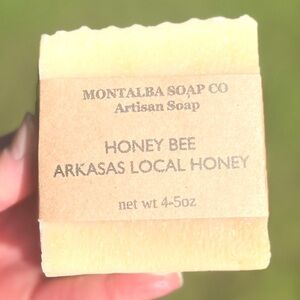 MONTALBA SOAP CO
Artisan Soap
HONEY BEE
ARKASAS LOCAL HONEY
net wt 4-5oz